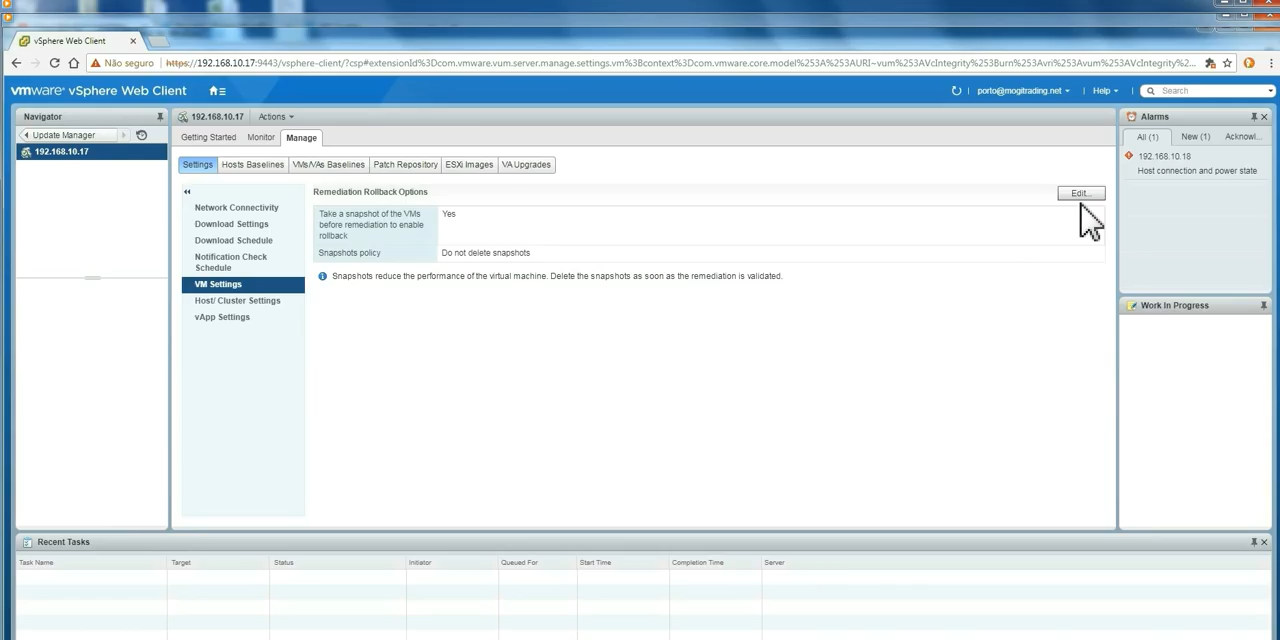 vSphere Web Client
Não seguro
https://192.168.10.17:9443/vsphere-client/?csp#extensionId%3Dcom.vmware.vum.server.manage.settings.vm%3Bcontext%3Dcom.vmware.core.model%253A%253AURI~vum%253AVcIntegrity%253Burn%253Avri%253Avum%253AVcIntegrity%253AVcIntegrity%2...
vmware® vSphere Web Client
porto@mogitrading.net
Help
Search
Navigator
Update Manager
192.168.10.17
192.168.10.17
Actions
Getting Started
Monitor
Manage
Settings
Hosts Baselines
VMs/VAs Baselines
Patch Repository
ESXi Images
VA Upgrades
Network Connectivity
Download Settings
Download Schedule
Notification Check
Schedule
VM Settings
Host/ Cluster Settings
vApp Settings
Remediation Rollback Options
Edit...
Take a snapshot of the VMs
before remediation to enable
rollback
Yes
Snapshots policy
Do not delete snapshots
Snapshots reduce the performance of the virtual machine. Delete the snapshots as soon as the remediation is validated.
Alarms
All (1)
New (1)
Acknowl...
192.168.10.18
Host connection and power state
Work In Progress
Recent Tasks
Task Name
Target
Status
Initiator
Queued For
Start Time
Completion Time
Server